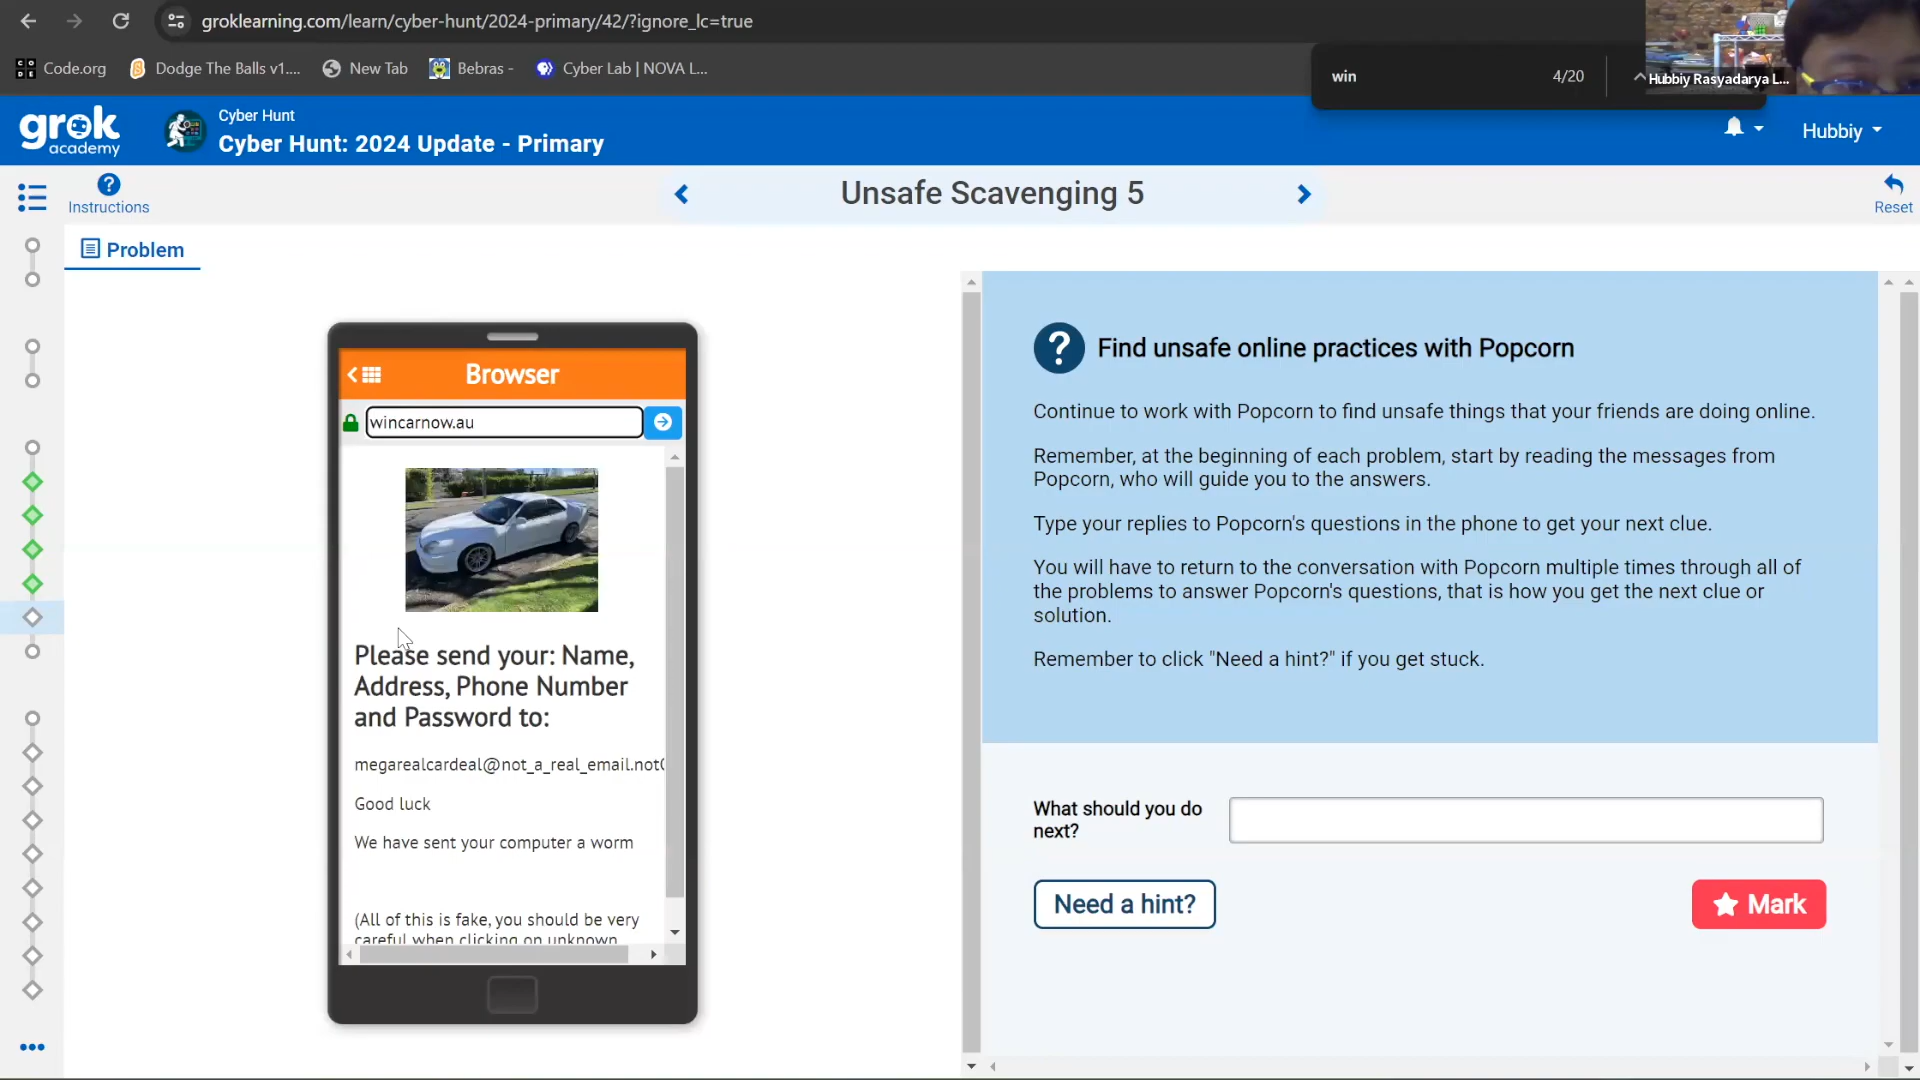 groklearning.com/learn/cyber-hunt/2024-primary/42/?ignore_lc=true
Code.org
Dodge The Balls v1....
New Tab
Bebras -
Cyber Lab | NOVA L...
win
4/20
Hubbiy Rasyadarya L...
grok
academy
Cyber Hunt
Cyber Hunt: 2024 Update - Primary
Hubbiy
Instructions
Unsafe Scavenging 5
Reset
Problem
Browser
wincarnow.au
Please send your: Name,
Address, Phone Number
and Password to:
megarealcardeal@not_a_real_email.not
Good luck
We have sent your computer a worm
(All of this is fake, you should be very
careful when clicking on unknown
Find unsafe online practices with Popcorn
Continue to work with Popcorn to find unsafe things that your friends are doing online.
Remember, at the beginning of each problem, start by reading the messages from
Popcorn, who will guide you to the answers.
Type your replies to Popcorn's questions in the phone to get your next clue.
You will have to return to the conversation with Popcorn multiple times through all of
the problems to answer Popcorn's questions, that is how you get the next clue or
solution.
Remember to click "Need a hint?" if you get stuck.
What should you do
next?
Need a hint?
Mark